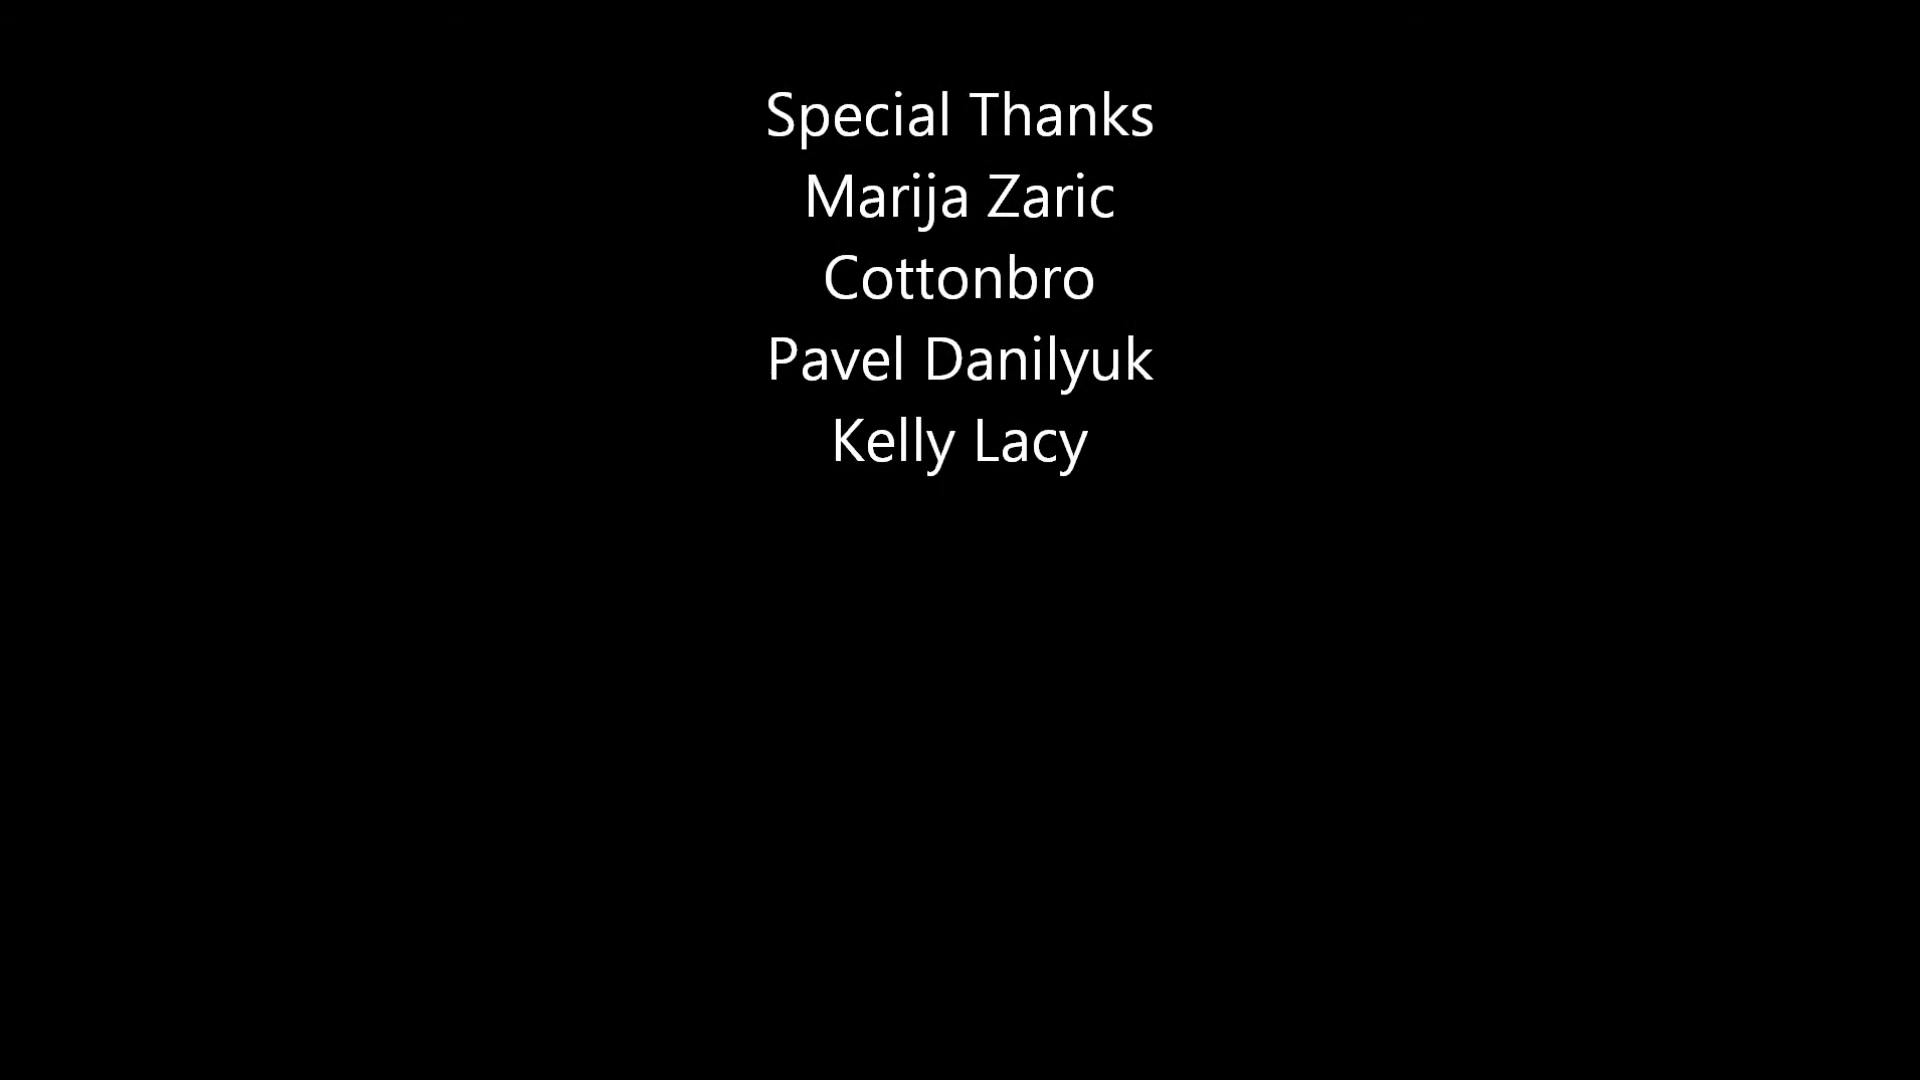 Special Thanks
Marija Zaric
Cottonbro
Pavel Danilyuk
Kelly Lacy